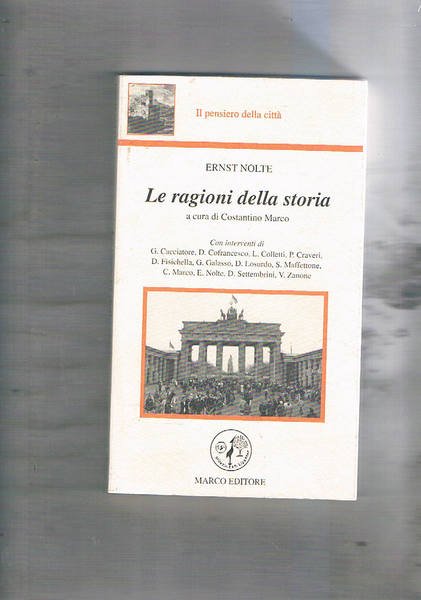 Il pensiero della città
ERNST NOLTE
Le ragioni della storia
a cura di Costantino Marco
Con interventi di
G. Cacciatore, D. Cofrancesco, L. Colletti, P. Craveri,
D. Fisichella, G. Galasso, D. Losurdo, S. Maffettone,
C. Marco, E. Nolte, D. Settembrini, V. Zanone
MARCO EDITORE